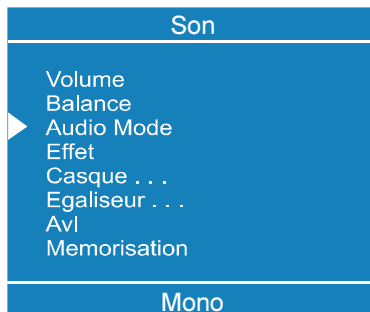 Son
Volume
Balance
Audio Mode
Effet
Casque . . .
Egaliseur . . .
Avl
Memorisation
Mono